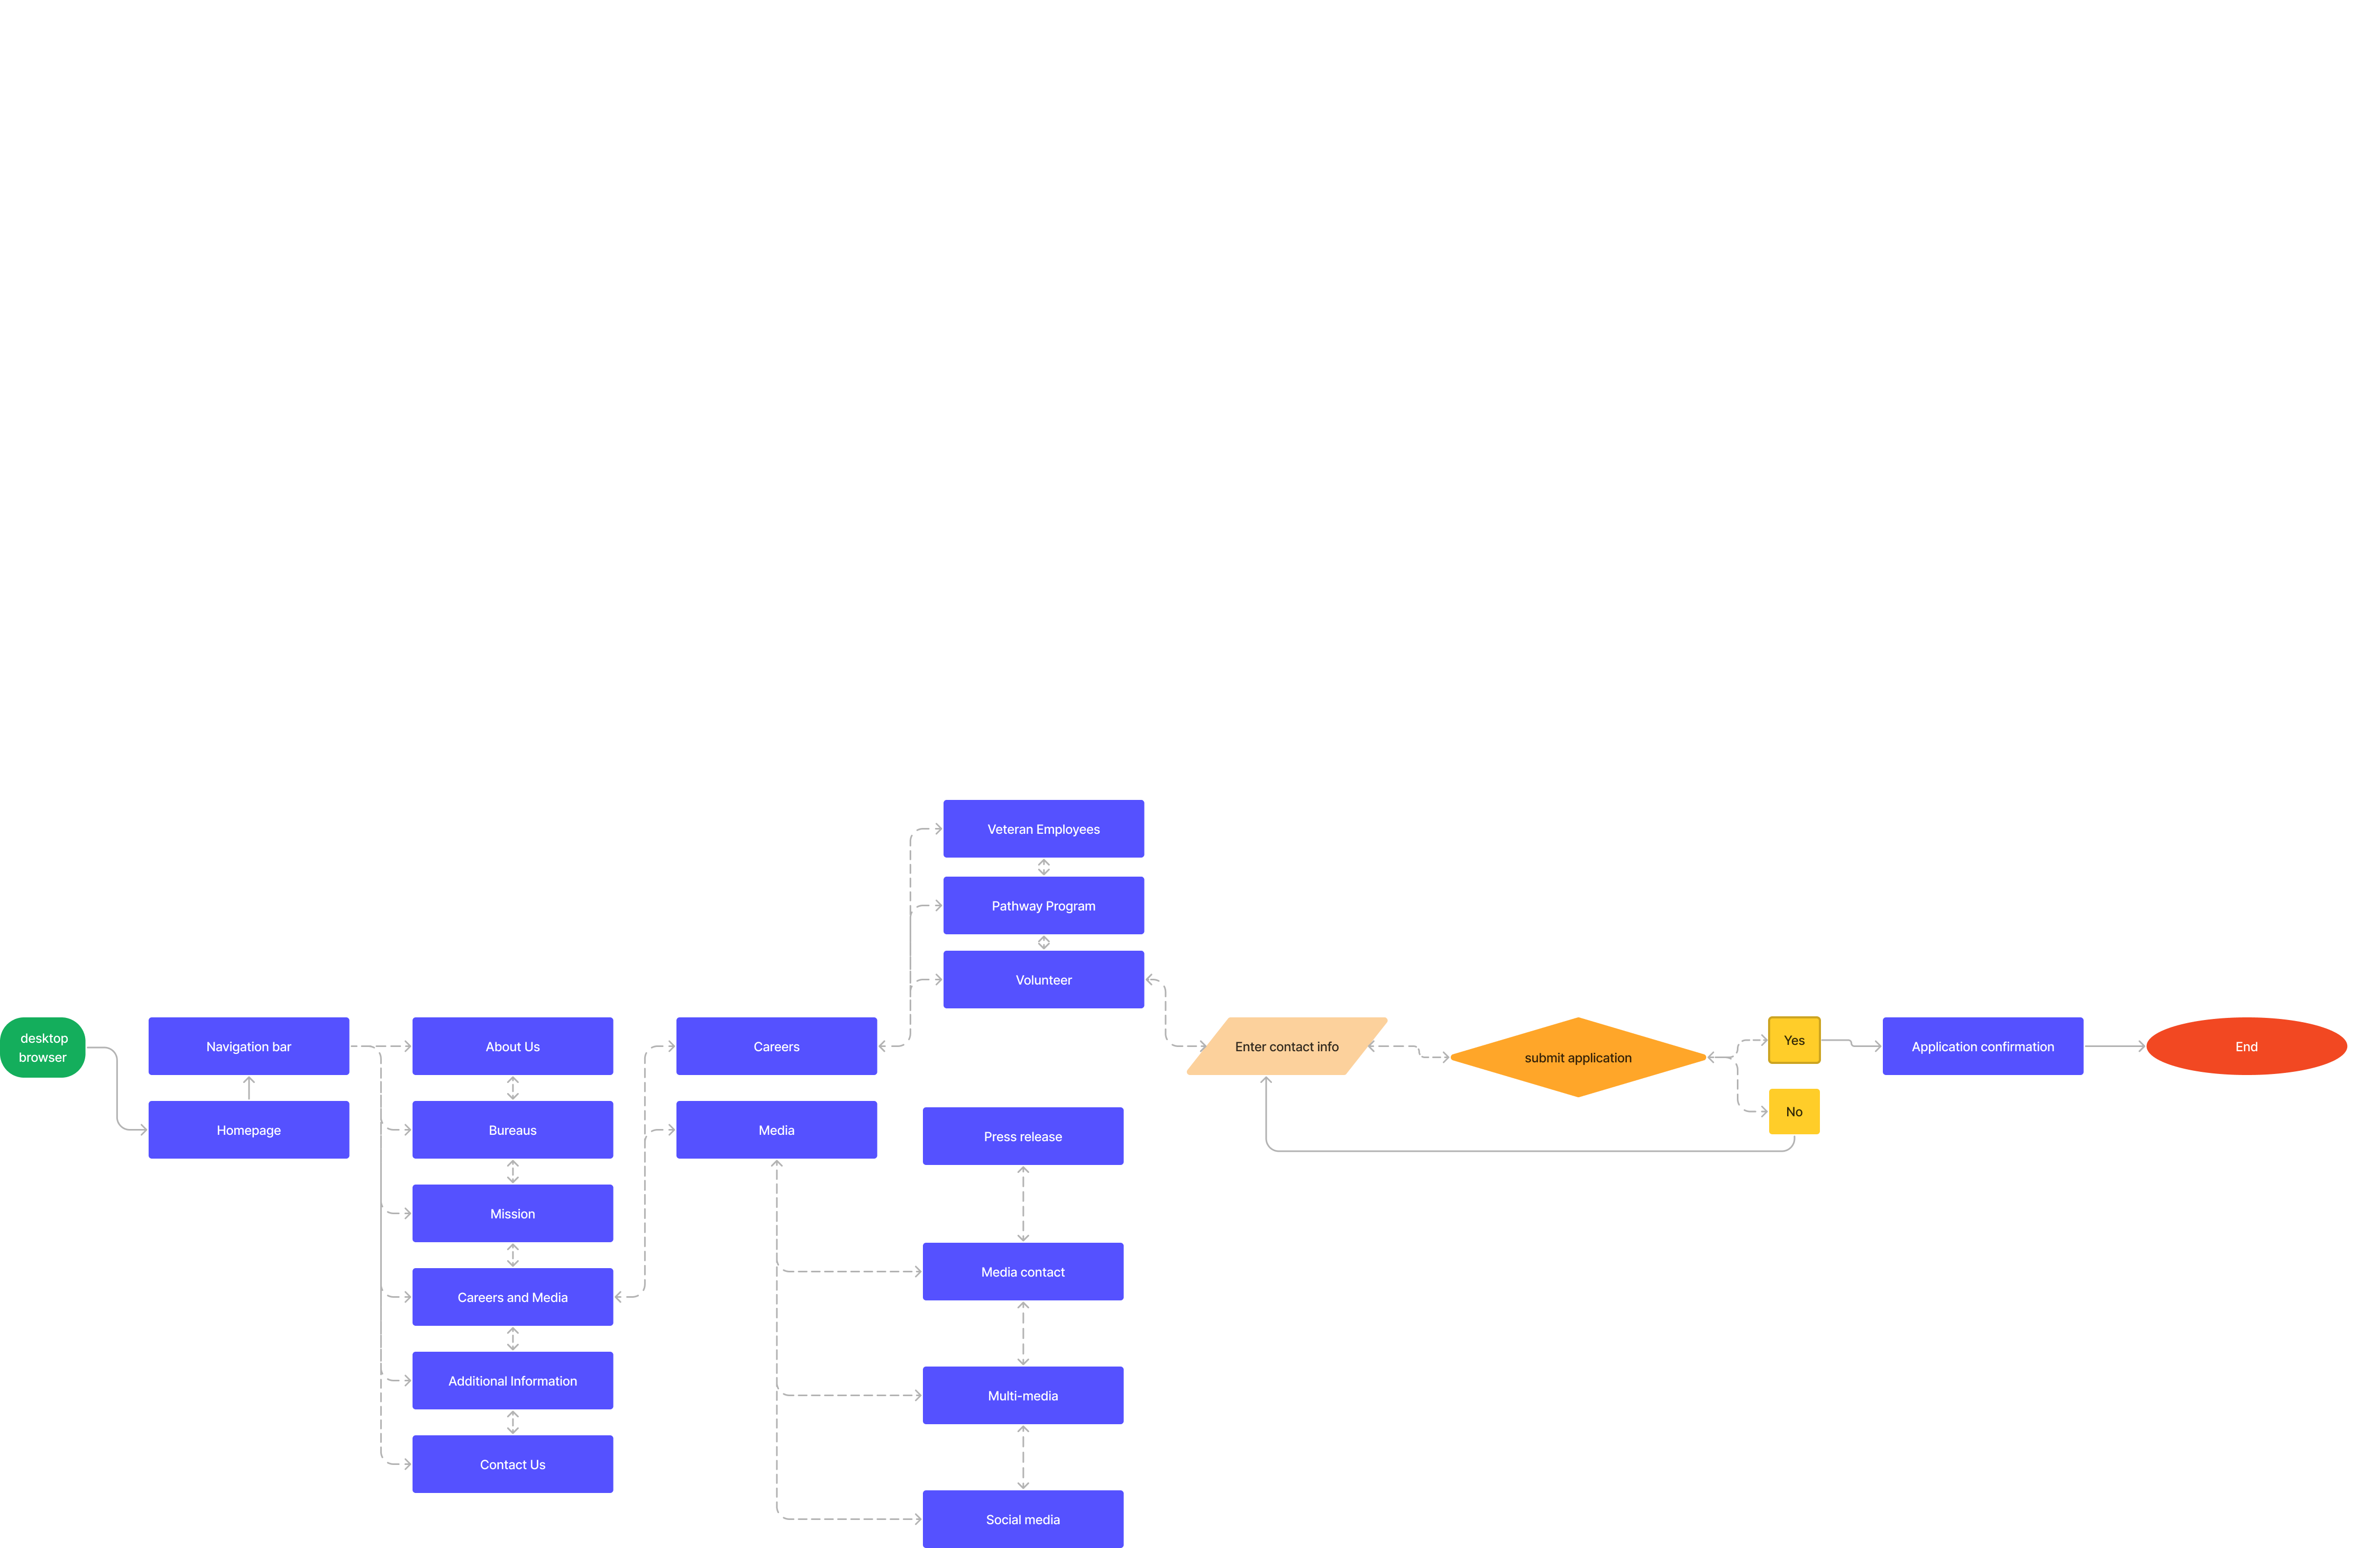 desktop
browser
Navigation bar
Homepage
About Us
Bureaus
Mission
Careers and Media
Additional Information
Contact Us
Careers
Media
Veteran Employees
Pathway Program
Volunteer
Press release
Media contact
Multi-media
Social media
Enter contact info
submit application
Yes
No
Application confirmation
End